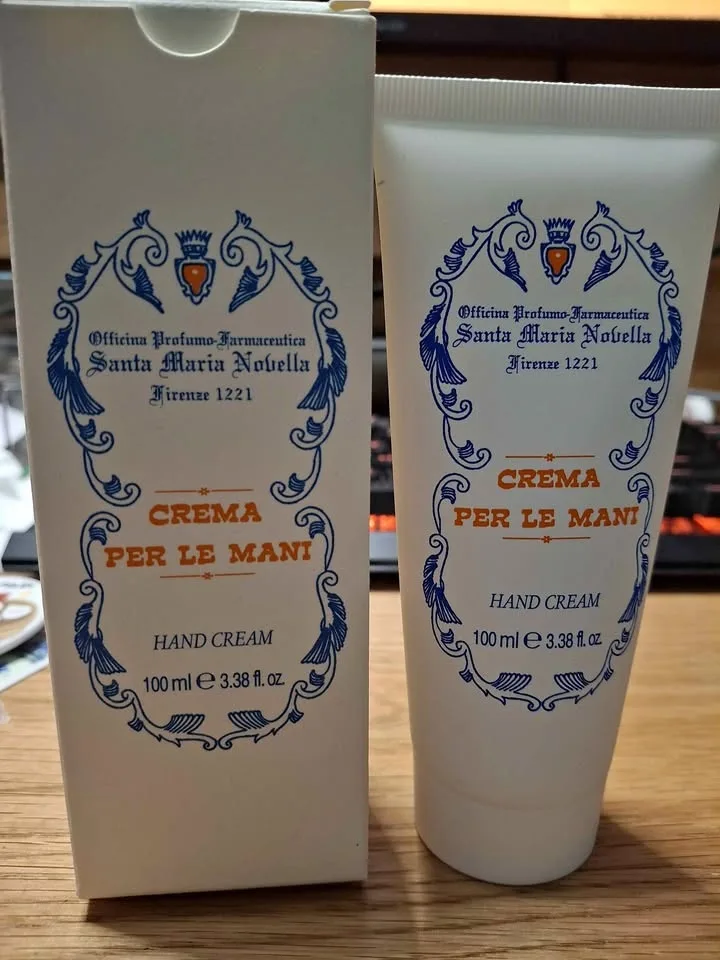 Officina Profumo-Farmaceutica
Santa Maria Novella
Firenze 1221
CREMA
PER LE MANI
HAND CREAM
100 ml ℮ 3.38 fl. oz.
Officina Profumo-Farmaceutica
Santa Maria Novella
Firenze 1221
CREMA
PER LE MANI
HAND CREAM
100 ml ℮ 3.38 fl. oz.